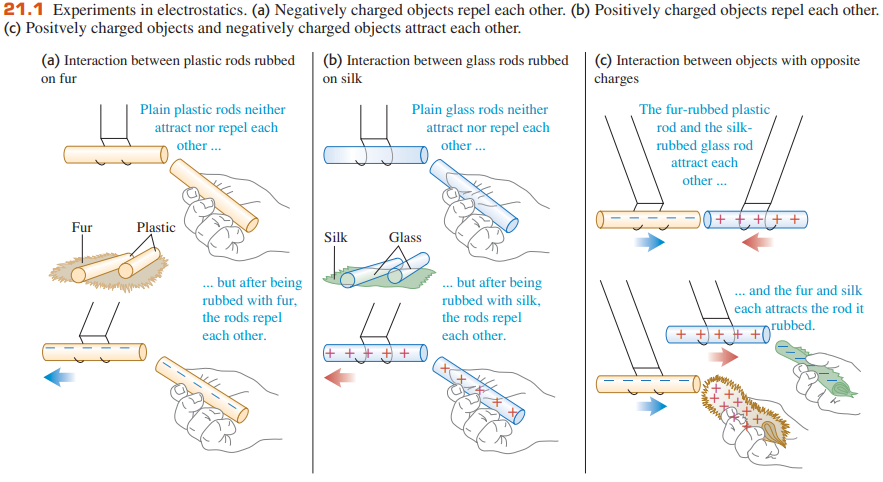 21.1 Experiments in electrostatics. (a) Negatively charged objects repel each other. (b) Positively charged objects repel each other.
(c) Positvely charged objects and negatively charged objects attract each other.
(a) Interaction between plastic rods rubbed
on fur
Plain plastic rods neither
attract nor repel each
other ...
Fur
Plastic
... but after being
rubbed with fur,
the rods repel
each other.
(b) Interaction between glass rods rubbed
on silk
Plain glass rods neither
attract nor repel each
other ...
Silk
Glass
... but after being
rubbed with silk,
the rods repel
each other.
(c) Interaction between objects with opposite
charges
The fur-rubbed plastic
rod and the silk-
rubbed glass rod
attract each
other ...
... and the fur and silk
each attracts the rod it
rubbed.